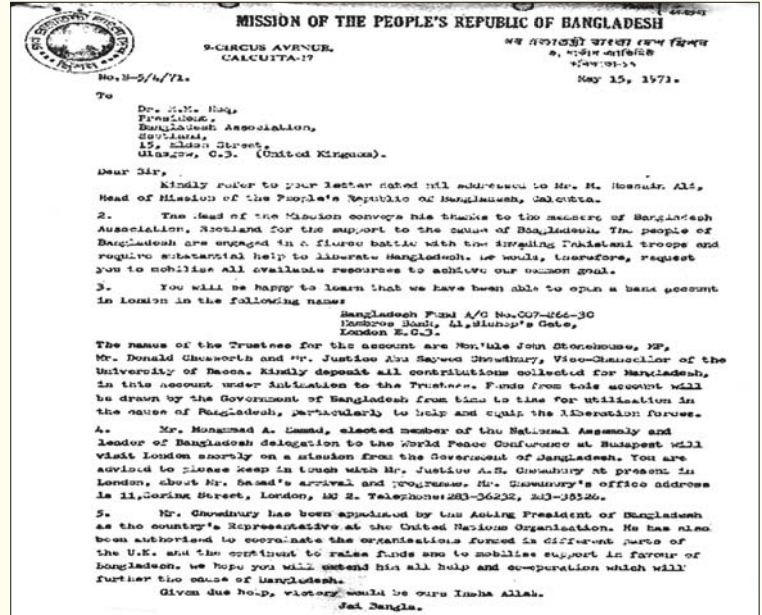 MISSION OF THE PEOPLE'S REPUBLIC OF BANGLADESH
9-CIRCUS AVENUE,
CALCUTTA-17
No.B-5/4/71.
May 15, 1971.
To
Dr. M.M. Huq,
President,
Bangladesh Association,
Scotland,
15, Eldon Street,
Glasgow, C.3. (United Kingdom).
Dear Sir,
Kindly refer to your letter dated nil addressed to Mr. M. Hossain Ali,
Head of Mission of the People's Republic of Bangladesh, Calcutta.
2. The Head of the Mission conveys his thanks to the members of Bangladesh
Association, Scotland for the support to the cause of Bangladesh. The people of
Bangladesh are engaged in a fierce battle with the invading Pakistani troops and
require substantial help to liberate Bangladesh. We would, therefore, request
you to mobilise all available resources to achieve our common goal.
3. You will be happy to learn that we have been able to open a bank account
in London in the following name:
Bangladesh Fund A/C No.007-266-30
Hambros Bank, 41,Bishop's Gate,
London E.C.3.
The names of the Trustees for the account are Hon'ble John Stonehouse, MP,
Mr. Donald Chesworth and Mr. Justice Abu Sayeed Chowdhury, Vice-Chancellor of the
University of Dacca. Kindly deposit all contributions collected for Bangladesh,
in this account under intimation to the Trustees. Funds from this account will
be drawn by the Government of Bangladesh from time to time for utilisation in
the cause of Bangladesh, particularly to help and equip the liberation forces.
4. Mr. Mohammad A. Samad, elected member of the National Assembly and
leader of Bangladesh delegation to the World Peace Conference at Budapest will
visit London shortly on a mission from the Government of Bangladesh. You are
advised to please keep in touch with Mr. Justice A.S. Chowdhury at present in
London, about Mr. Samad's arrival and programme. Mr. Chowdhury's office address
is 11,Goring Street, London, EC 2. Telephone:283-36232, 283-
5. Mr. Chowdhury has been appointed by the Acting President of Bangladesh
as the country's Representative at the United Nations Organisation. He has also
been authorised to coordinate the organisations formed in different parts of
the U.K. and the continent to raise funds and to mobilise support in favour of
Bangladesh. We hope you will extend him all help and co-operation which will
further the cause of Bangladesh.
Given due help, victory would be ours Insha Allah.
Jai Bangla.